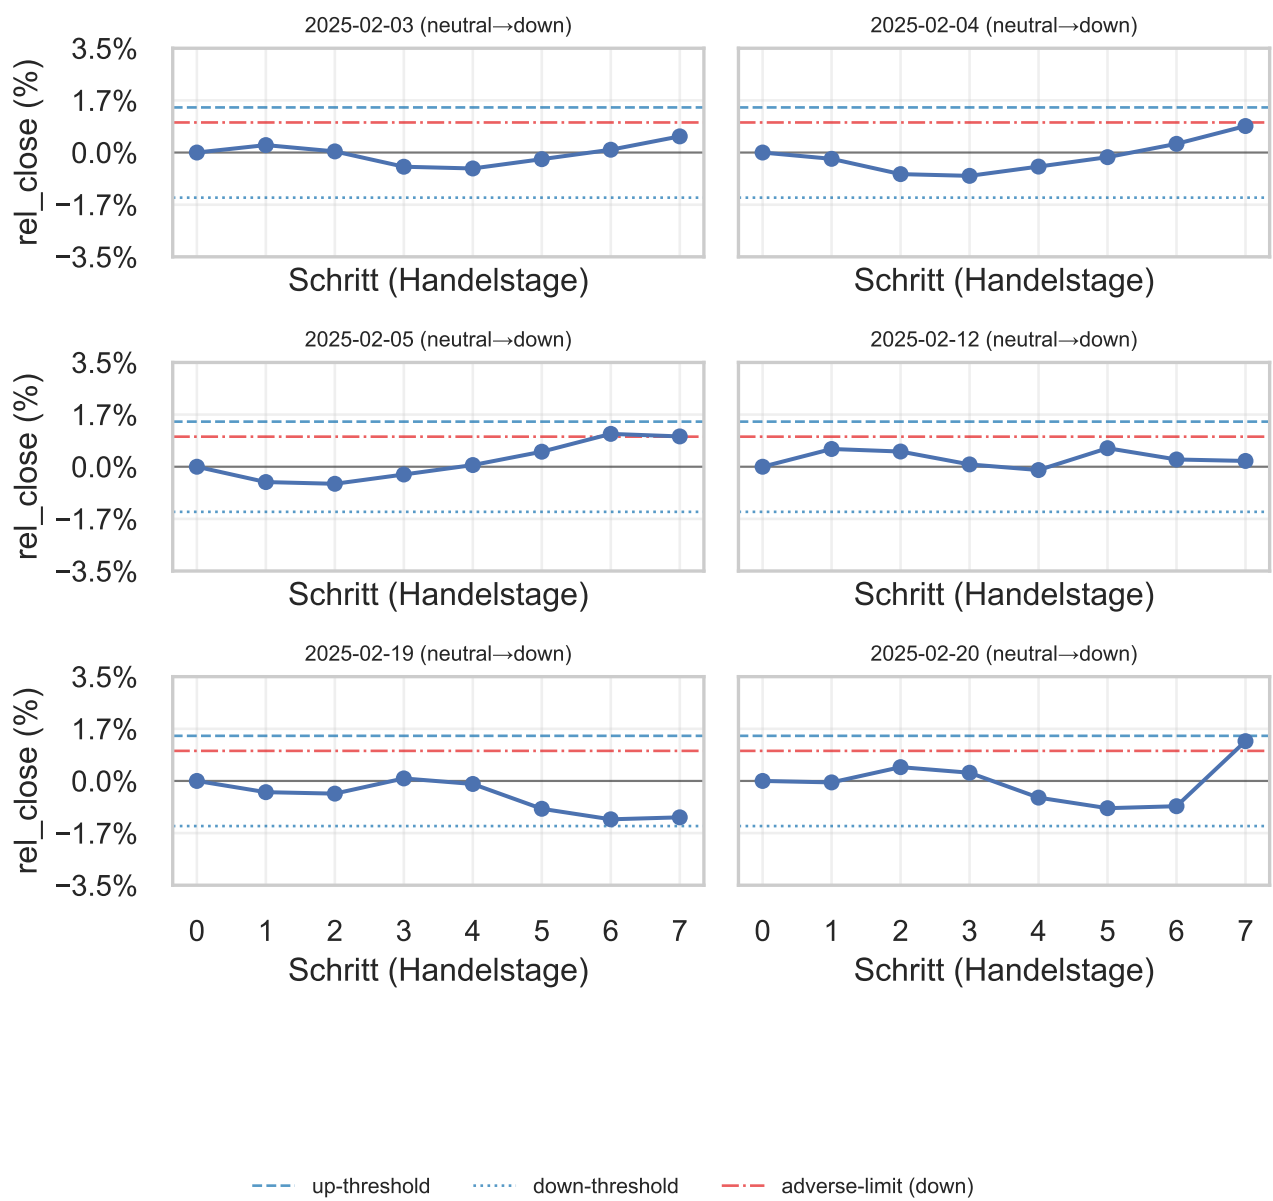 2025-02-03 (neutral→down)
2025-02-04 (neutral→down)
3.5%
1.7%
0.0%
−1.7%
−3.5%
rel_close (%)
Schritt (Handelstage)
Schritt (Handelstage)
2025-02-05 (neutral→down)
2025-02-12 (neutral→down)
3.5%
1.7%
0.0%
−1.7%
−3.5%
rel_close (%)
Schritt (Handelstage)
Schritt (Handelstage)
2025-02-19 (neutral→down)
2025-02-20 (neutral→down)
3.5%
1.7%
0.0%
−1.7%
−3.5%
rel_close (%)
0 1 2 3 4 5 6 7
0 1 2 3 4 5 6 7
Schritt (Handelstage)
Schritt (Handelstage)
up-threshold
down-threshold
adverse-limit (down)